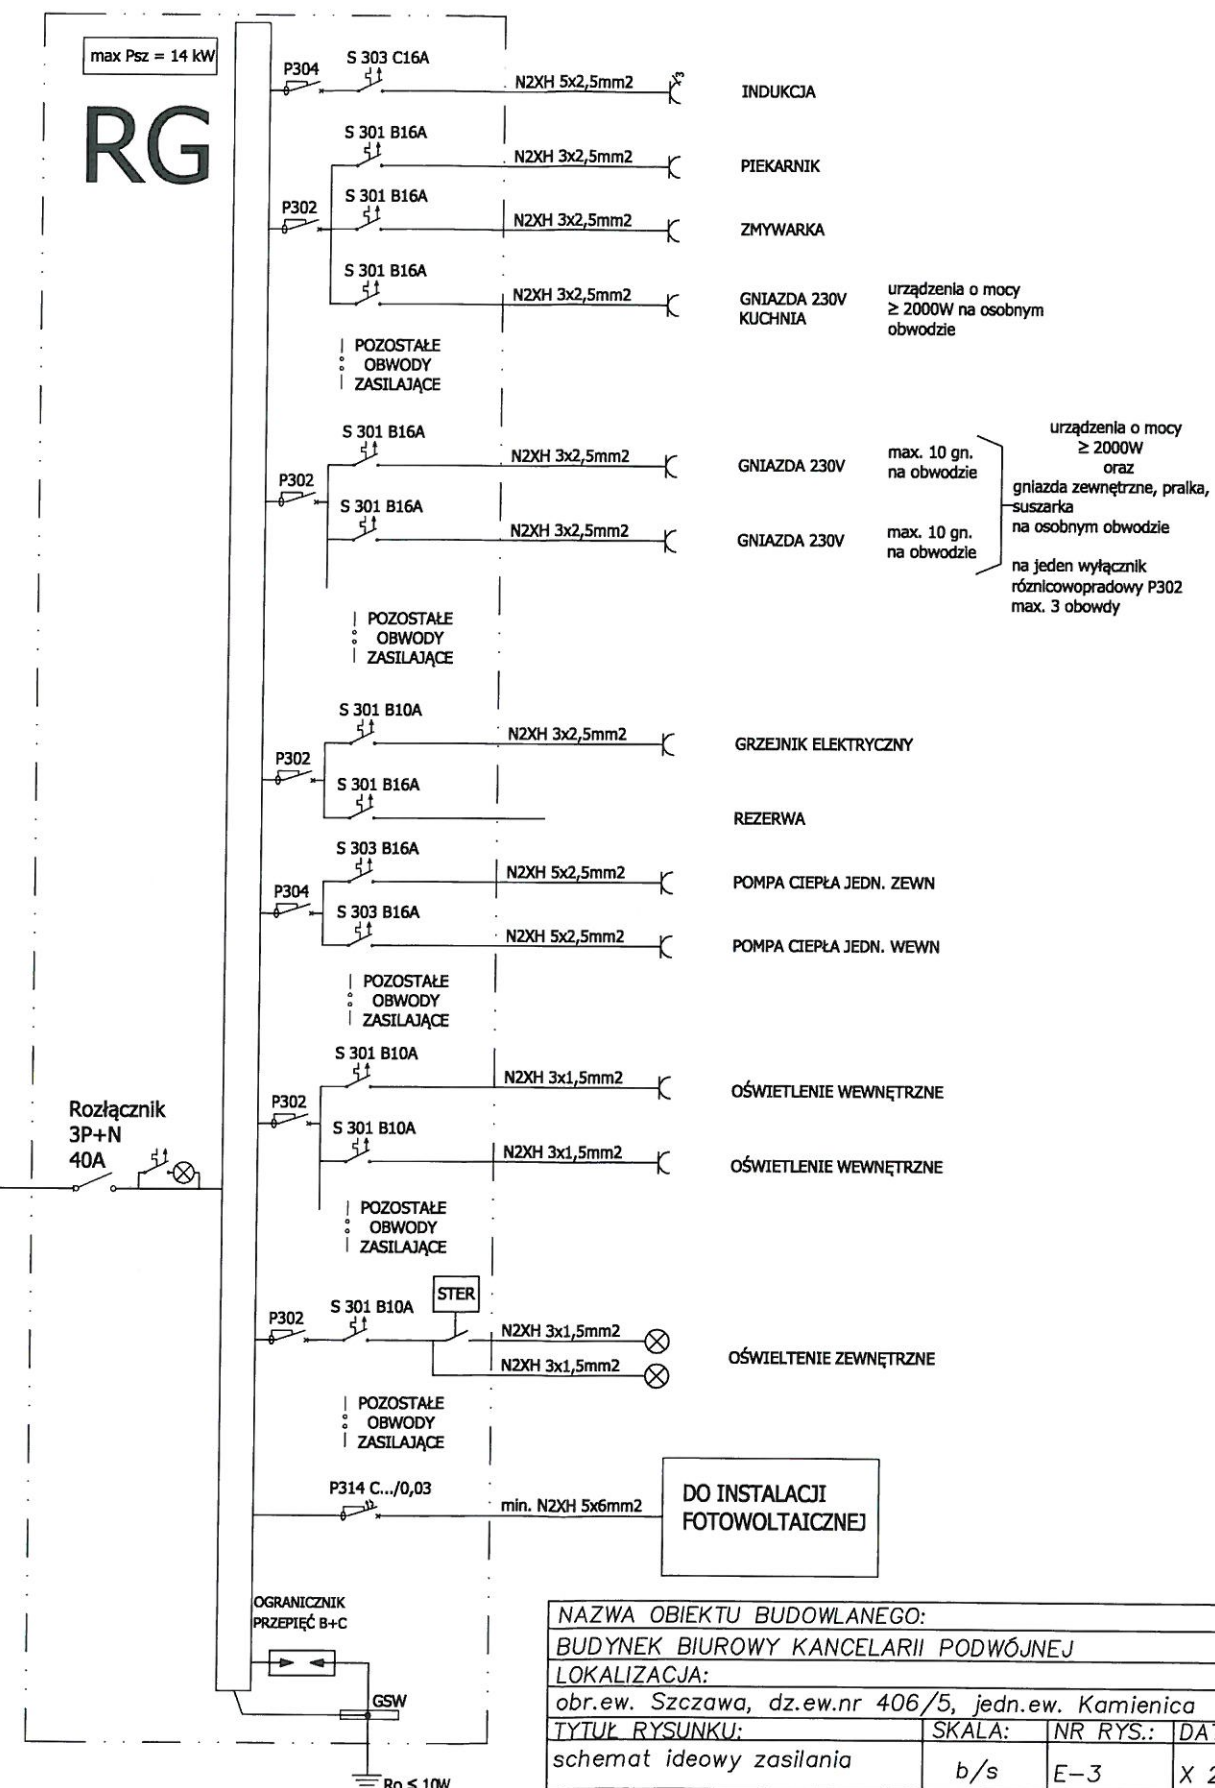 max Psz = 14 kW
RG
P304
S 303 C16A
N2XH 5x2,5mm2
x3
INDUKCJA
S 301 B16A
N2XH 3x2,5mm2
PIEKARNIK
P302
S 301 B16A
N2XH 3x2,5mm2
ZMYWARKA
S 301 B16A
N2XH 3x2,5mm2
GNIAZDA 230V
KUCHNIA
urządzenia o mocy
≥ 2000W na osobnym
obwodzie
POZOSTAŁE
OBWODY
ZASILAJĄCE
S 301 B16A
N2XH 3x2,5mm2
GNIAZDA 230V
max. 10 gn.
na obwodzie
P302
S 301 B16A
N2XH 3x2,5mm2
GNIAZDA 230V
max. 10 gn.
na obwodzie
urządzenia o mocy
≥ 2000W
oraz
gniazda zewnętrzne, pralka,
suszarka
na osobnym obwodzie
na jeden wyłącznik
róznicowopradowy P302
max. 3 obowdy
POZOSTAŁE
OBWODY
ZASILAJĄCE
S 301 B10A
N2XH 3x2,5mm2
GRZEJNIK ELEKTRYCZNY
P302
S 301 B16A
REZERWA
S 303 B16A
N2XH 5x2,5mm2
POMPA CIEPŁA JEDN. ZEWN
P304
S 303 B16A
N2XH 5x2,5mm2
POMPA CIEPŁA JEDN. WEWN
POZOSTAŁE
OBWODY
ZASILAJĄCE
S 301 B10A
N2XH 3x1,5mm2
OŚWIETLENIE WEWNĘTRZNE
P302
S 301 B10A
N2XH 3x1,5mm2
OŚWIETLENIE WEWNĘTRZNE
Rozłącznik
3P+N
40A
POZOSTAŁE
OBWODY
ZASILAJĄCE
STER
P302
S 301 B10A
N2XH 3x1,5mm2
N2XH 3x1,5mm2
OŚWIELTENIE ZEWNĘTRZNE
POZOSTAŁE
OBWODY
ZASILAJĄCE
P314 C.../0,03
min. N2XH 5x6mm2
DO INSTALACJI
FOTOWOLTAICZNEJ
OGRANICZNIK
PRZEPIĘĆ B+C
GSW
Ro ≤ 10W
NAZWA OBIEKTU BUDOWLANEGO:
BUDYNEK BIUROWY KANCELARII PODWÓJNEJ
LOKALIZACJA:
obr.ew. Szczawa, dz.ew.nr 406/5, jedn.ew. Kamienica
TYTUŁ RYSUNKU:
SKALA:
NR RYS.:
DAT
schemat ideowy zasilania
b/s
E-3
X 2